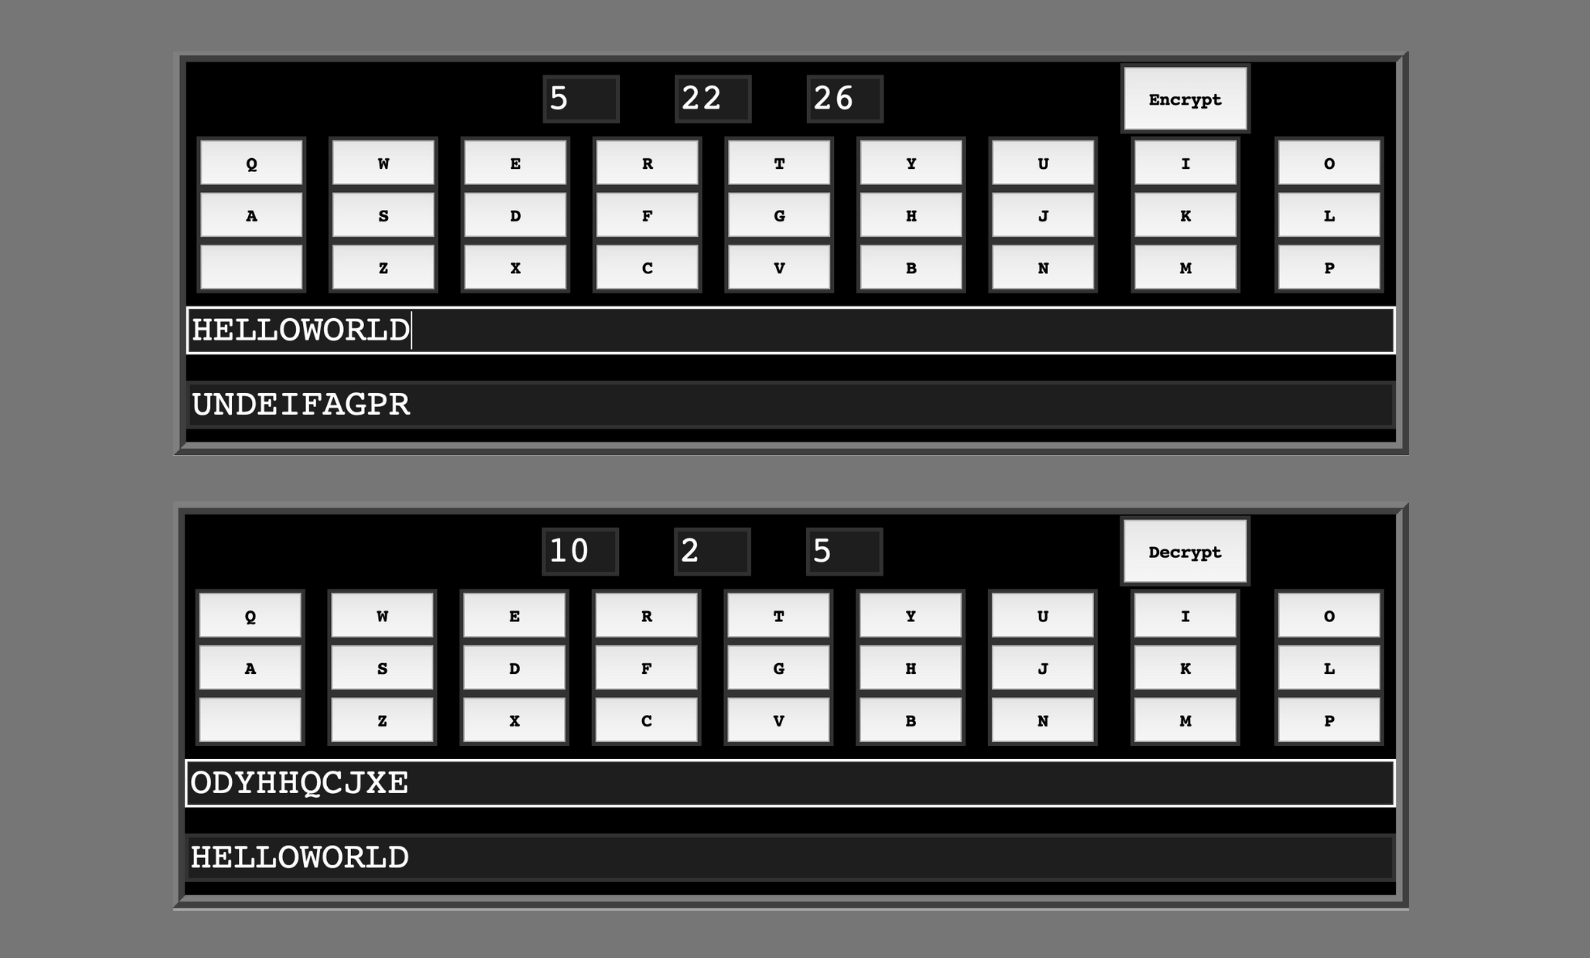 5 22 26 Encrypt
Q W E R T Y U I O
A S D F G H J K L
Z X C V B N M P
HELLOWORLD
UNDEIFAGPR
10 2 5 Decrypt
Q W E R T Y U I O
A S D F G H J K L
Z X C V B N M P
ODYHHQCJXE
HELLOWORLD